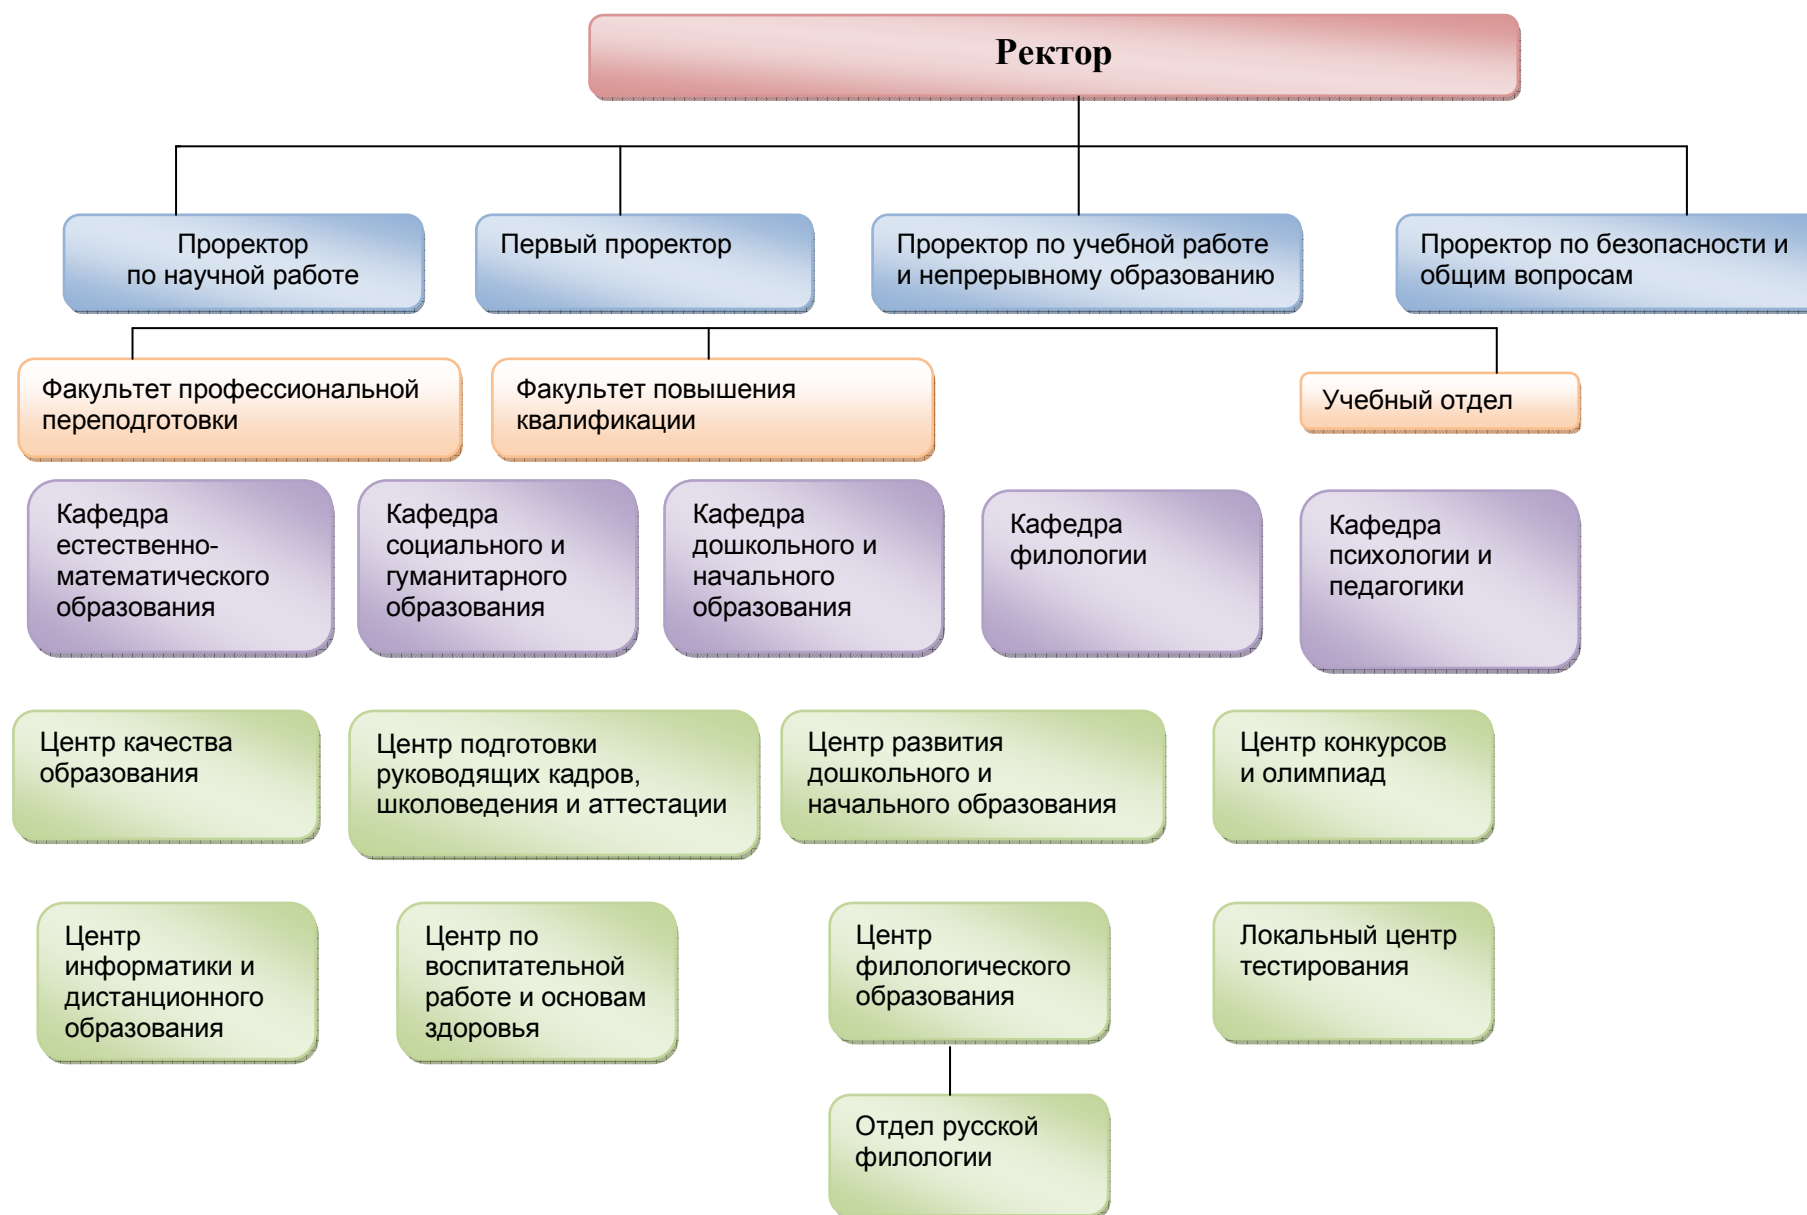 Ректор
Проректор
по научной работе
Первый проректор
Проректор по учебной работе
и непрерывному образованию
Проректор по безопасности и
общим вопросам
Факультет профессиональной
переподготовки
Факультет повышения
квалификации
Учебный отдел
Кафедра
естественно-
математического
образования
Кафедра
социального и
гуманитарного
образования
Кафедра
дошкольного и
начального
образования
Кафедра
филологии
Кафедра
психологии и
педагогики
Центр качества
образования
Центр подготовки
руководящих кадров,
школоведения и аттестации
Центр развития
дошкольного и
начального образования
Центр конкурсов
и олимпиад
Центр
информатики и
дистанционного
образования
Центр по
воспитательной
работе и основам
здоровья
Центр
филологического
образования
Локальный центр
тестирования
Отдел русской
филологии